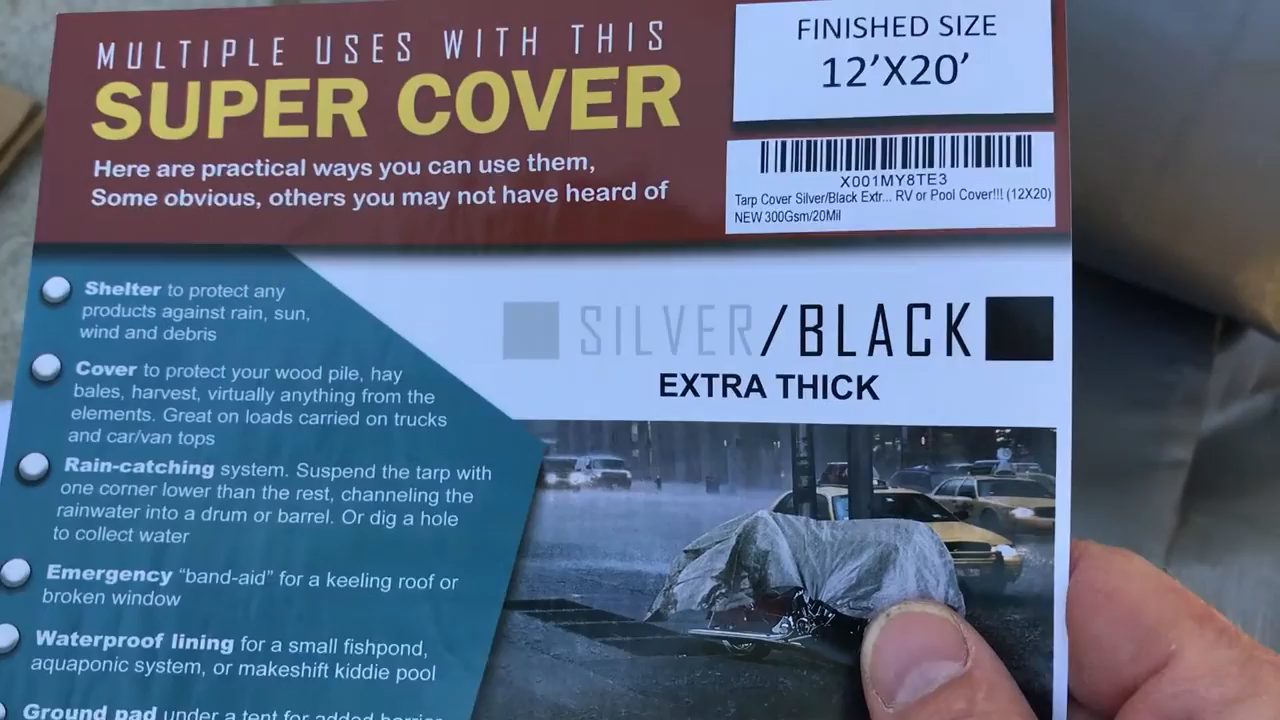 MULTIPLE USES WITH THIS
SUPER COVER
Here are practical ways you can use them,
Some obvious, others you may not have heard of
FINISHED SIZE
12'X20'
X001MY8TE3
Tarp Cover Silver/Black Extr... RV or Pool Cover!!! (12X20)
NEW 300Gsm/20Mil
SILVER/BLACK
EXTRA THICK
Shelter to protect any
products against rain, sun,
wind and debris
Cover to protect your wood pile, hay
bales, harvest, virtually anything from the
elements. Great on loads carried on trucks
and car/van tops
Rain-catching system. Suspend the tarp with
one corner lower than the rest, channeling the
rainwater into a drum or barrel. Or dig a hole
to collect water
Emergency “band-aid” for a keeling roof or
broken window
Waterproof lining for a small fishpond,
aquaponic system, or makeshift kiddie pool
Ground pad under a tent for added barrier